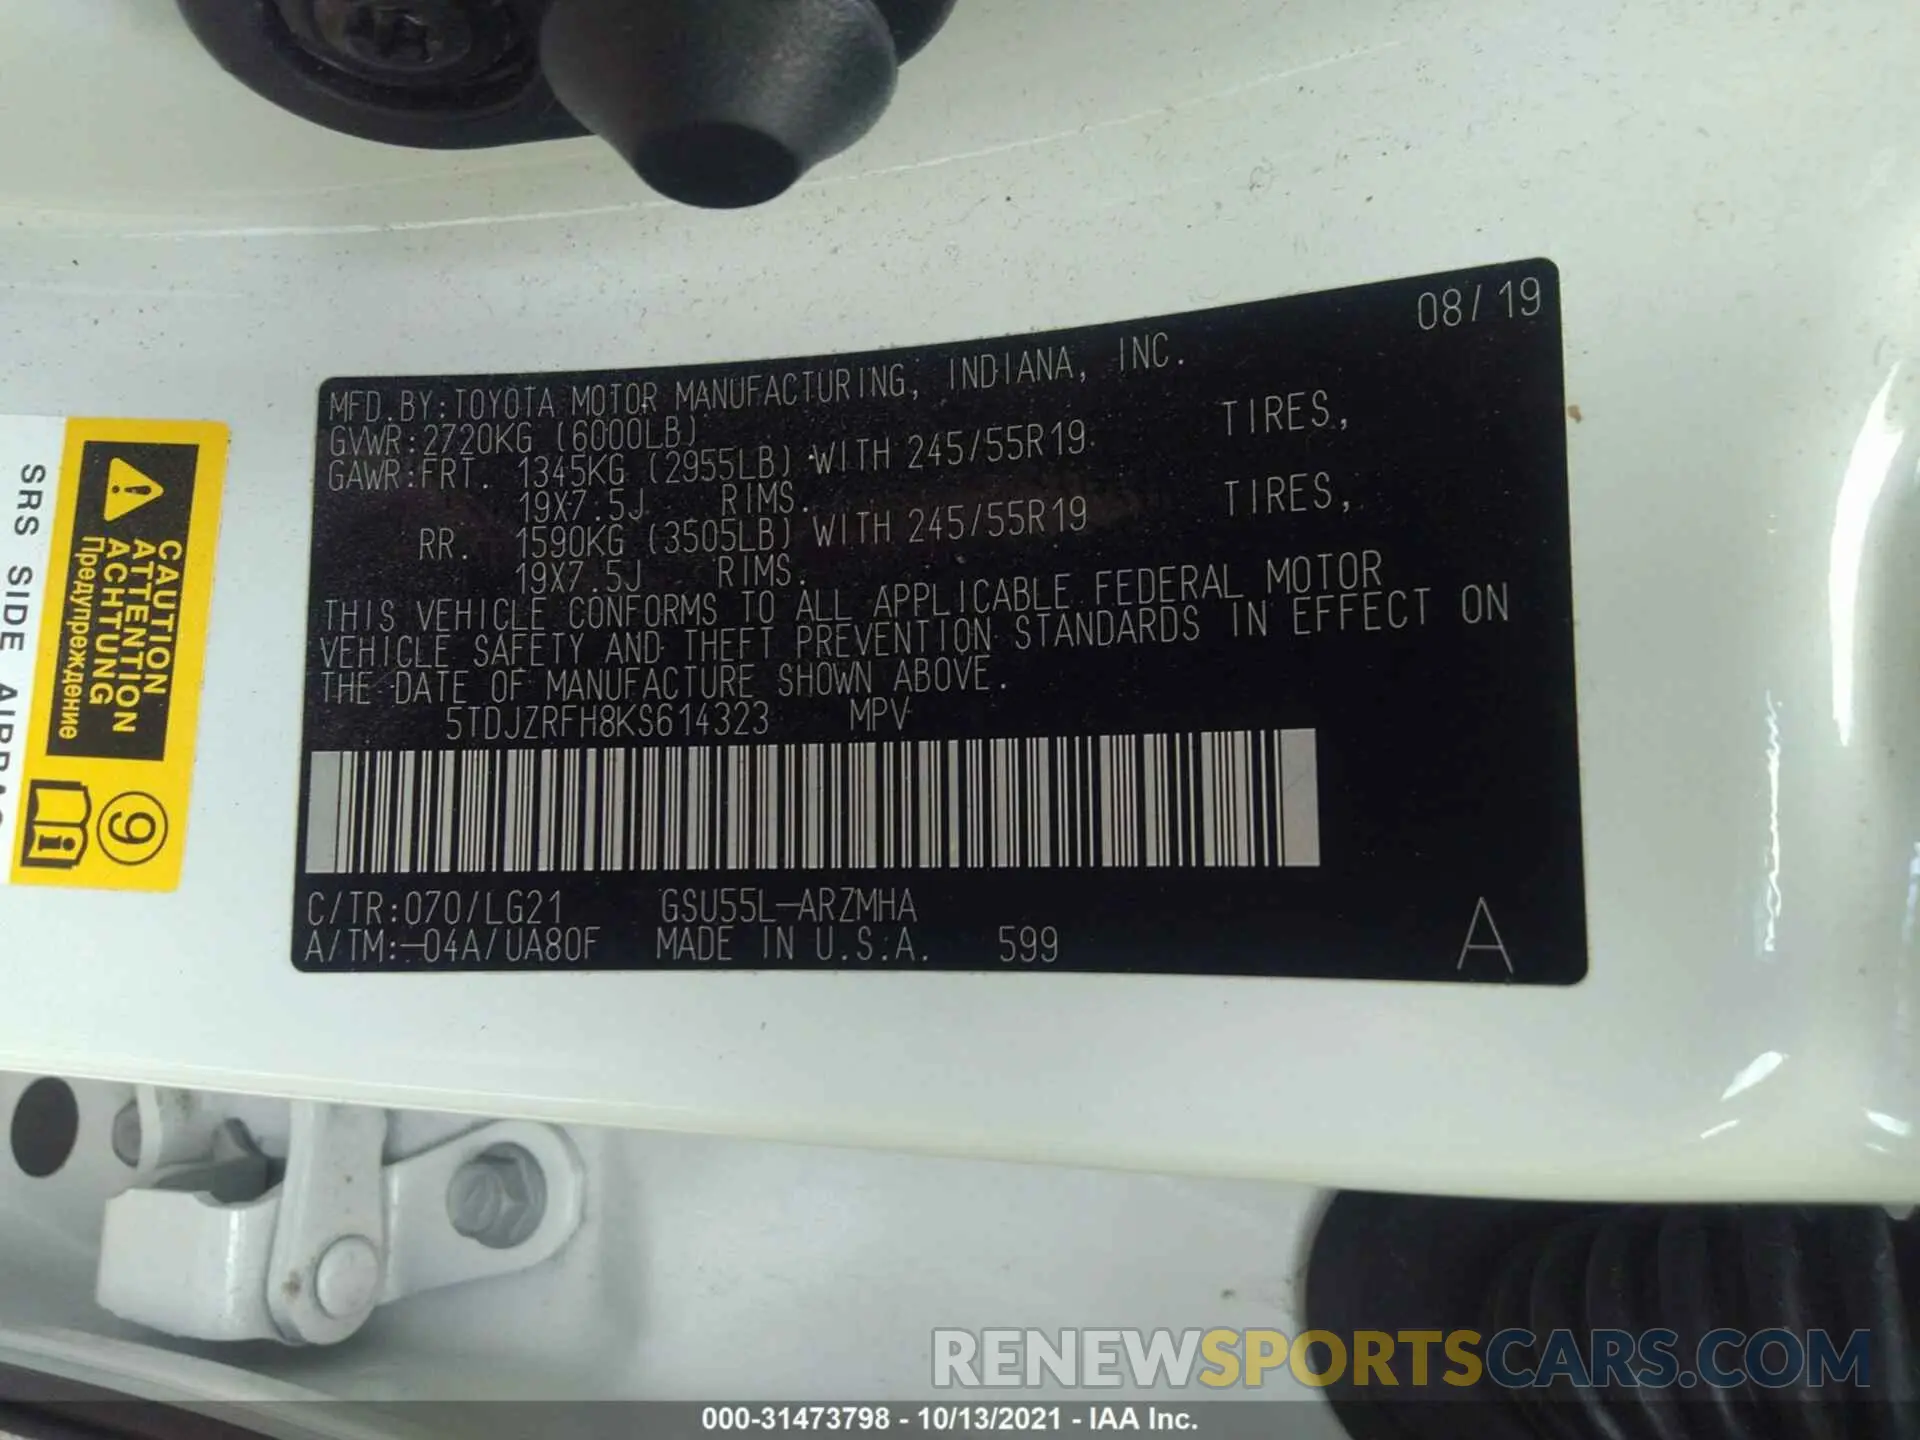 08/19
MFD.BY:TOYOTA MOTOR MANUFACTURING, INDIANA, INC.
GVWR:2720KG (6000LB)
GAWR:FRT. 1345KG (2955LB) WITH 245/55R19 TIRES,
19X7.5J RIMS.
RR. 1590KG (3505LB) WITH 245/55R19 TIRES,
19X7.5J RIMS.
THIS VEHICLE CONFORMS TO ALL APPLICABLE FEDERAL MOTOR
VEHICLE SAFETY AND THEFT PREVENTION STANDARDS IN EFFECT ON
THE DATE OF MANUFACTURE SHOWN ABOVE.
5TDJZRFH8KS614323 MPV
C/TR:070/LG21 GSU55L-ARZMHA
A/TM:-04A/UA80F MADE IN U.S.A. 599
A
CAUTION
ATTENTION
ACHTUNG
Предупреждение
9
SRS SIDE
RENEWSPORTSCARS.COM
000-31473798 - 10/13/2021 - IAA Inc.